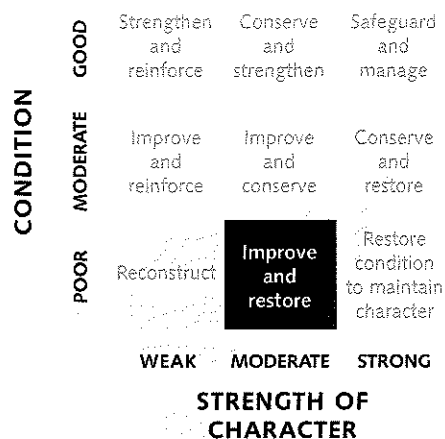 CONDITION
GOOD
Strengthen
and
reinforce
Conserve
and
strengthen
Safeguard
and
manage
MODERATE
Improve
and
reinforce
Improve
and
conserve
Conserve
and
restore
POOR
Reconstruct
Improve
and
restore
Restore
condition
to maintain
character
WEAK MODERATE STRONG
STRENGTH OF
CHARACTER